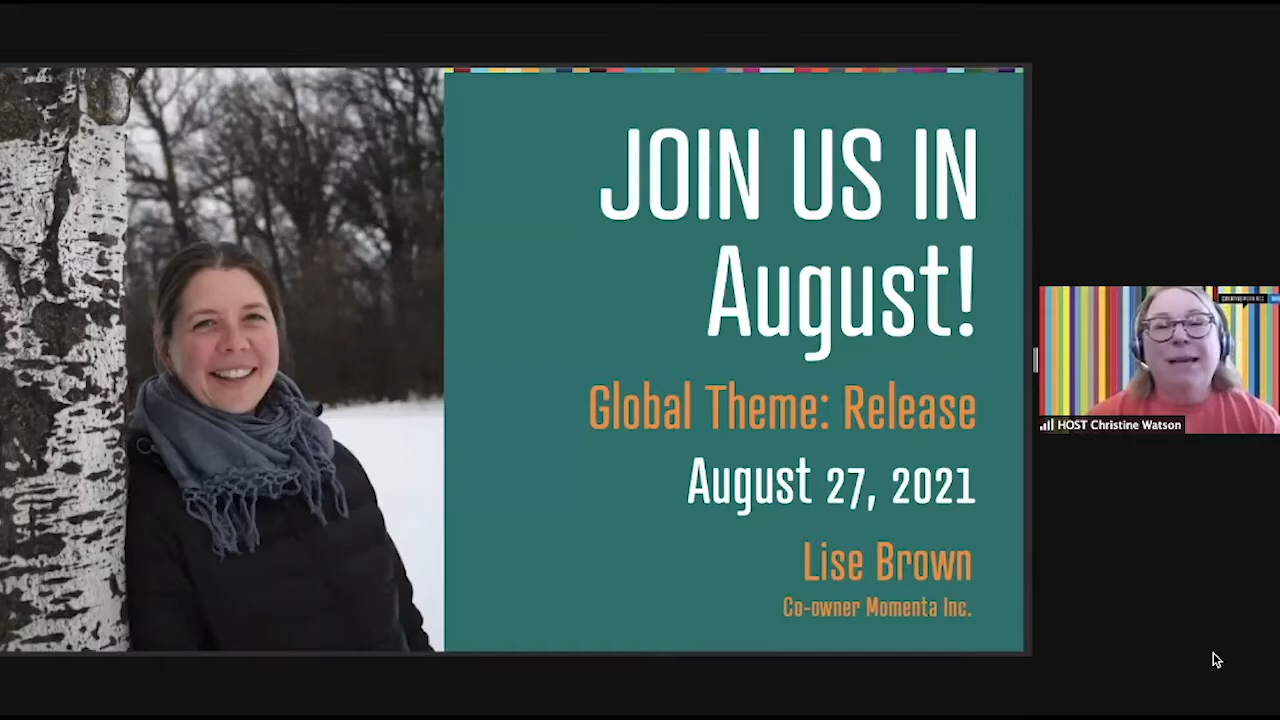 JOIN US IN
August!
Global Theme: Release
August 27, 2021
Lise Brown
Co-owner Momenta Inc.
HOST Christine Watson